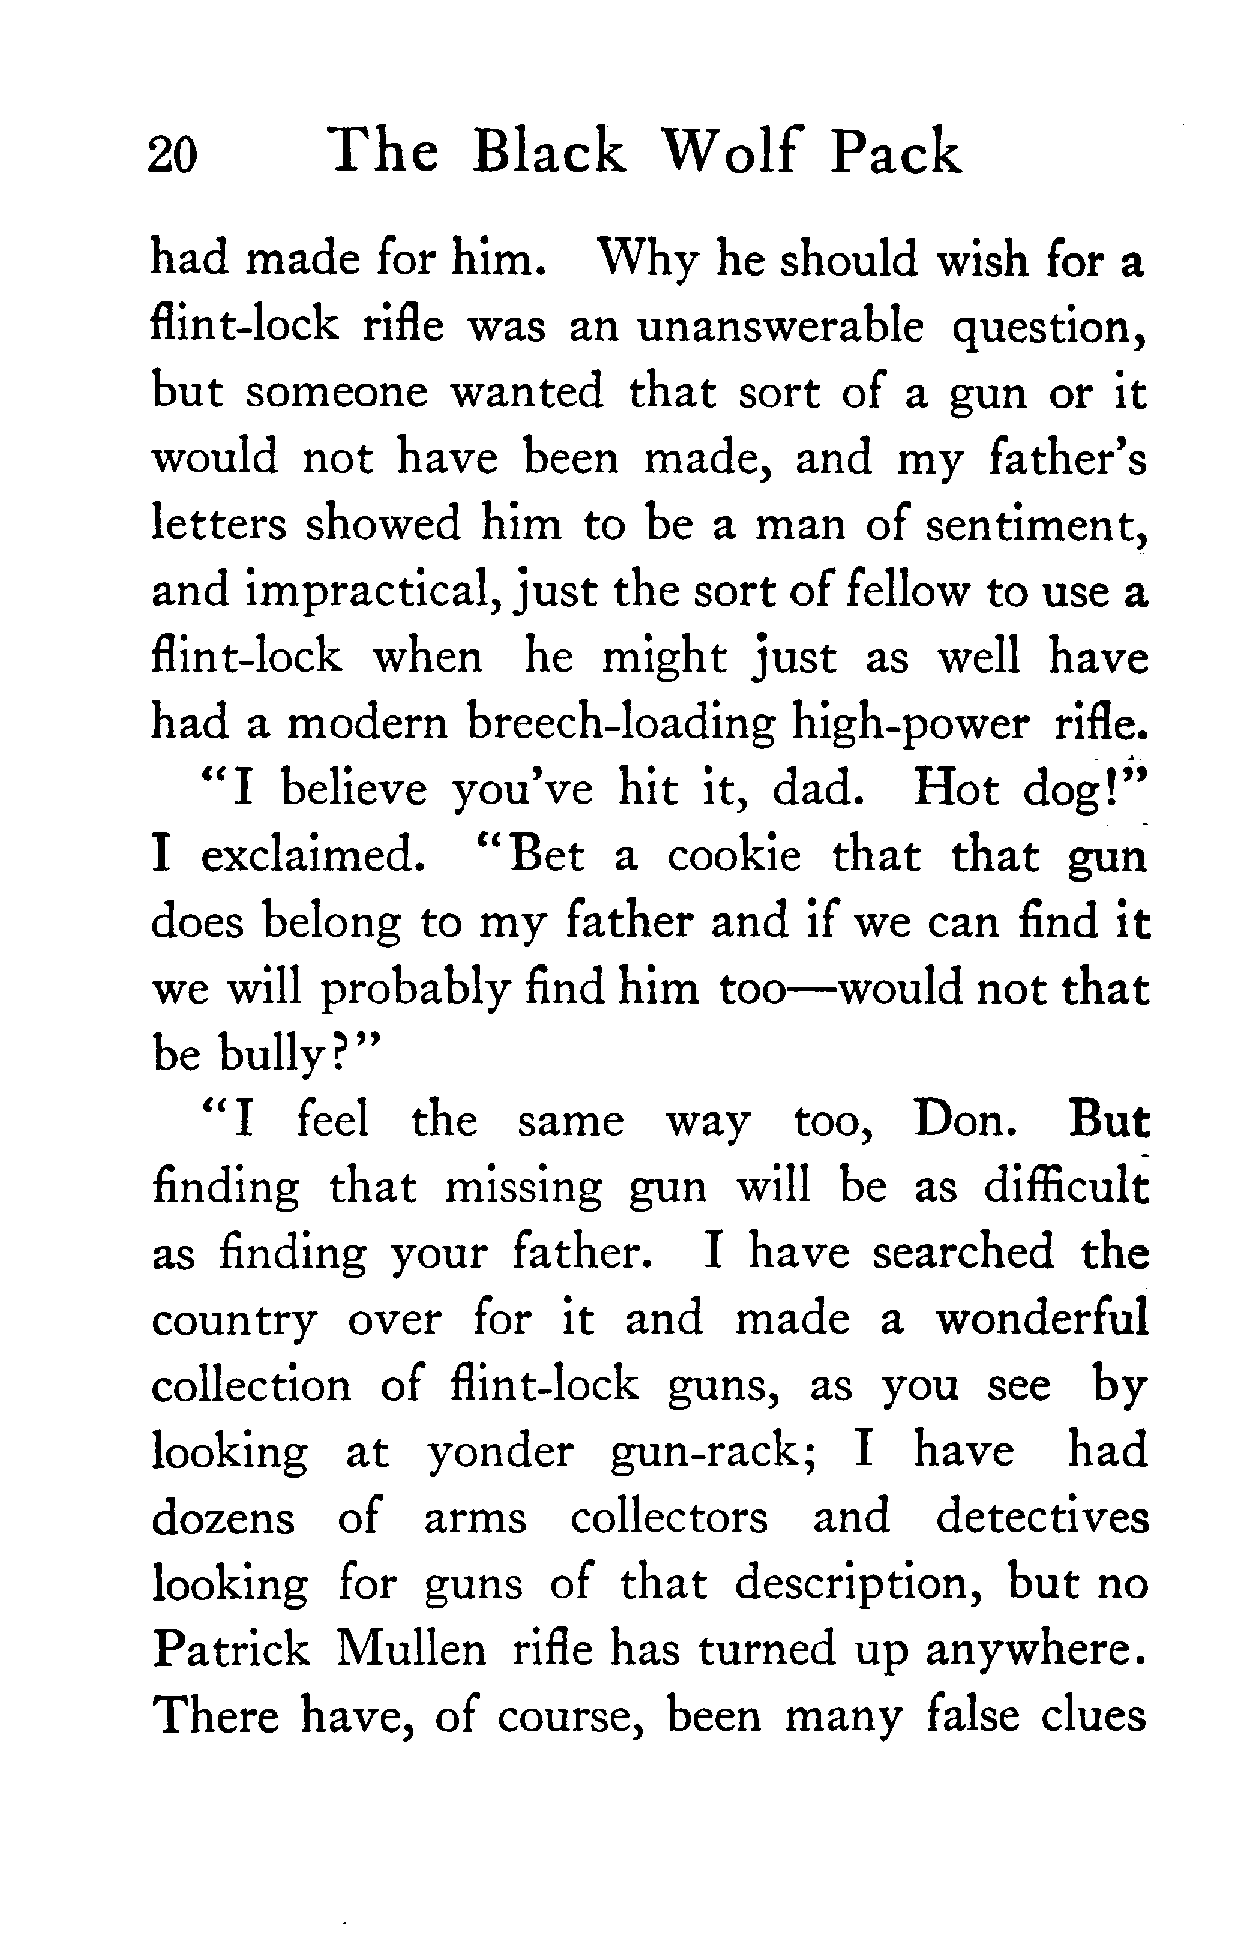 20 The Black Wolf Pack
had made for him. Why he should wish for a
flint-lock rifle was an unanswerable question,
but someone wanted that sort of a gun or it
would not have been made, and my father's
letters showed him to be a man of sentiment,
and impractical, just the sort of fellow to use a
flint-lock when he might just as well have
had a modern breech-loading high-power rifle.
"I believe you've hit it, dad. Hot dog!"
I exclaimed. "Bet a cookie that that gun
does belong to my father and if we can find it
we will probably find him too—would not that
be bully?"
"I feel the same way too, Don. But
finding that missing gun will be as difficult
as finding your father. I have searched the
country over for it and made a wonderful
collection of flint-lock guns, as you see by
looking at yonder gun-rack; I have had
dozens of arms collectors and detectives
looking for guns of that description, but no
Patrick Mullen rifle has turned up anywhere.
There have, of course, been many false clues